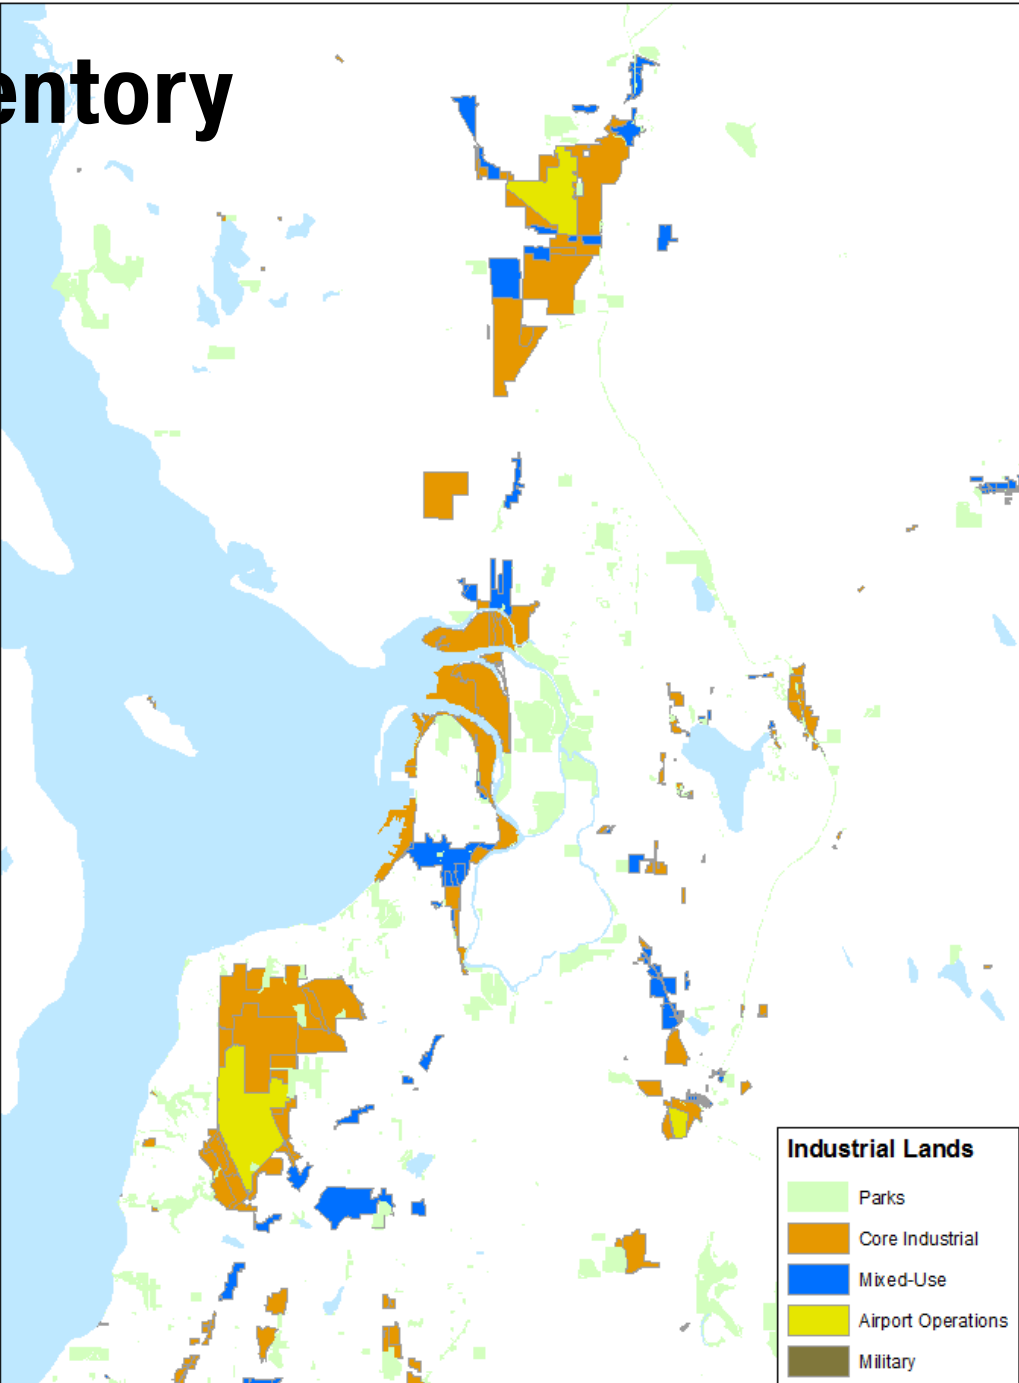 entory
Industrial Lands
Parks
Core Industrial
Mixed-Use
Airport Operations
Military